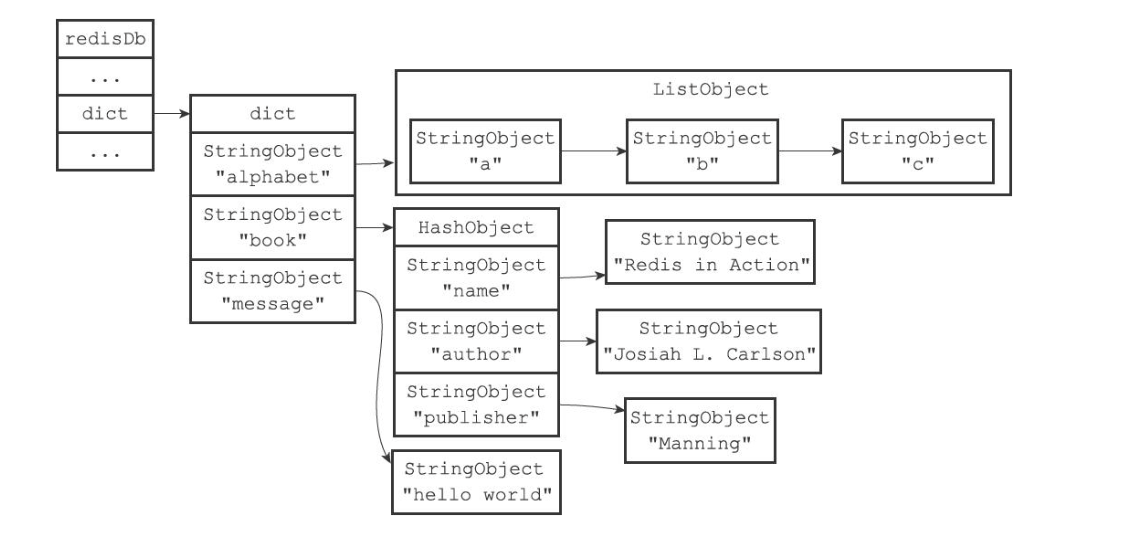 redisDb
...
dict
...
dict
StringObject
"alphabet"
StringObject
"book"
StringObject
"message"
ListObject
StringObject
"a"
StringObject
"b"
StringObject
"c"
HashObject
StringObject
"name"
StringObject
"author"
StringObject
"publisher"
StringObject
"Redis in Action"
StringObject
"Josiah L. Carlson"
StringObject
"Manning"
StringObject
"hello world"